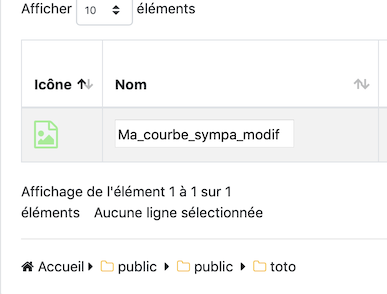 Afficher 10 éléments
Icône Nom
Ma_courbe_sympa_modif
Affichage de l'élément 1 à 1 sur 1
éléments Aucune ligne sélectionnée
Accueil public public toto